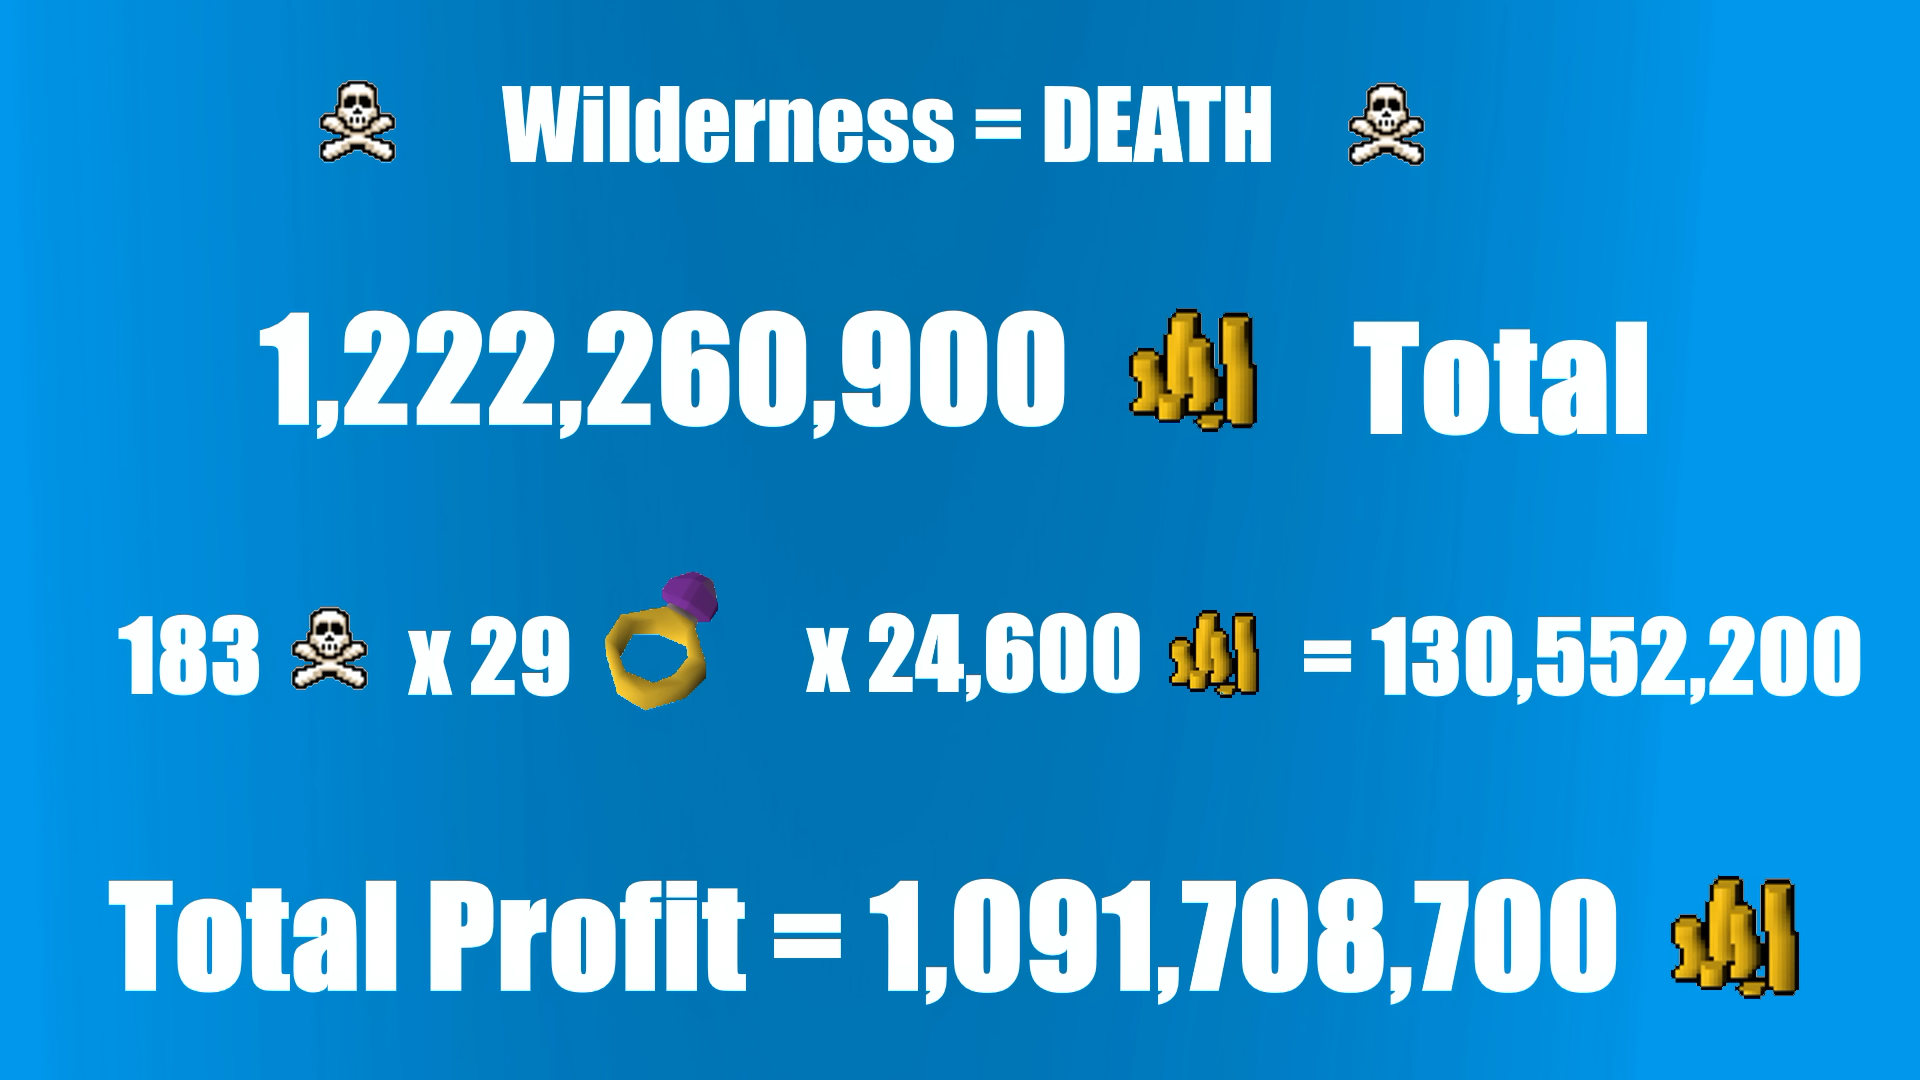 Wilderness = DEATH
1,222,260,900 Total
183 x 29 x 24,600 = 130,552,200
Total Profit = 1,091,708,700